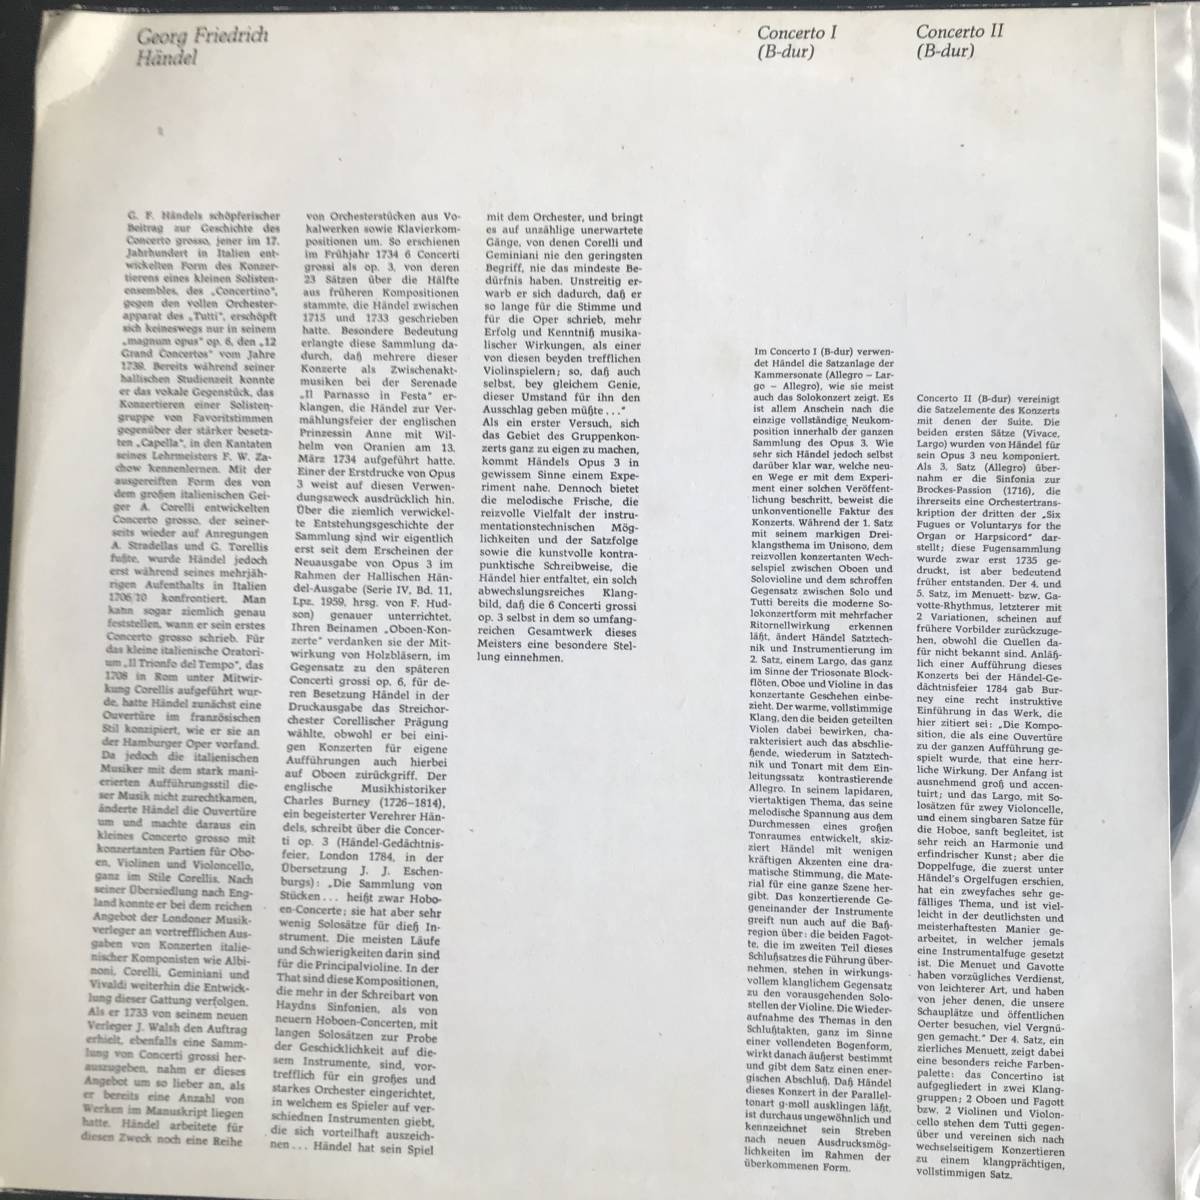 Georg Friedrich
Händel
G. F. Händels schöpferischer
Beitrag zur Geschichte des
Concerto grosso, jener im 17.
Jahrhundert in Italien ent-
wickelten Form des Konzer-
tierens eines kleinen Solisten-
ensembles, des „Concertino",
gegen den vollen Orchester-
apparat des „Tutti", erschöpft
sich keineswegs nur in seinem
„magnum opus" op. 6, den „12
Grand Concertos" vom Jahre
1739. Bereits während seiner
hallischen Studienzeit konnte
er das vokale Gegenstück, das
Konzertieren einer Solisten-
gruppe von Favoritstimmen
gegenüber der stärker besetz-
ten „Capella", in den Kantaten
seines Lehrmeisters F. W. Za-
chow kennenlernen. Mit der
ausgereiften Form des von
dem großen italienischen Gei-
ger A. Corelli entwickelten
Concerto grosso, der seiner-
seits wieder auf Anregungen
A. Stradellas und G. Torellis
fußte, wurde Händel jedoch
erst während seines mehrjäh-
rigen Aufenthalts in Italien
1706/10 konfrontiert. Man
kann sogar ziemlich genau
feststellen, wann er sein erstes
Concerto grosso schrieb. Für
das kleine italienische Oratori-
um „Il Trionfo del Tempo", das
1708 in Rom unter Mitwir-
kung Corellis aufgeführt wur-
de, hatte Händel zunächst eine
Ouvertüre im französischen
Stil konzipiert, wie er sie an
der Hamburger Oper vorfand.
Da jedoch die italienischen
Musiker mit dem stark mani-
erierten Aufführungsstil die-
ser Musik nicht zurechtkamen,
änderte Händel die Ouvertüre
um und machte daraus ein
kleines Concerto grosso mit
konzertanten Partien für Obo-
en, Violinen und Violoncello,
ganz im Stile Corellis. Nach
seiner Übersiedlung nach Eng-
land konnte er bei dem reichen
Angebot der Londoner Musik-
verleger an vortrefflichen Aus-
gaben von Konzerten italie-
nischer Komponisten wie Albi-
noni, Corelli, Geminiani und
Vivaldi weiterhin die Entwick-
lung dieser Gattung verfolgen.
Als er 1733 von seinem neuen
Verleger J. Walsh den Auftrag
erhielt, ebenfalls eine Samm-
lung von Concerti grossi her-
auszugeben, nahm er dieses
Angebot um so lieber an, als
er bereits eine Anzahl von
Werken im Manuskript liegen
hatte. Händel arbeitete für
diesen Zweck noch eine Reihe
von Orchesterstücken aus Vo-
kalwerken sowie Klavierkom-
positionen um. So erschienen
im Frühjahr 1734 6 Concerti
grossi als op. 3, von deren
23 Sätzen über die Hälfte
aus früheren Kompositionen
stammte, die Händel zwischen
1715 und 1733 geschrieben
hatte. Besondere Bedeutung
erlangte diese Sammlung da-
durch, daß mehrere dieser
Konzerte als Zwischenakt-
musiken bei der Serenade
„Il Parnasso in Festa" er-
klangen, die Händel zur Ver-
mählungsfeier der englischen
Prinzessin Anne mit Wil-
helm von Oranien am 13.
März 1734 aufgeführt hatte.
Einer der Erstdrucke von Opus
3 weist auf diesen Verwen-
dungszweck ausdrücklich hin.
Über die ziemlich verwickel-
te Entstehungsgeschichte der
Sammlung sind wir eigentlich
erst seit dem Erscheinen der
Neuausgabe von Opus 3 im
Rahmen der Hallischen Hän-
del-Ausgabe (Serie IV, Bd. 11,
Lpz. 1959, hrsg. von F. Hud-
son) genauer unterrichtet.
Ihren Beinamen „Oboen-Kon-
zerte" verdanken sie der Mit-
wirkung von Holzbläsern, im
Gegensatz zu den späteren
Concerti grossi op. 6, für de-
ren Besetzung Händel in der
Druckausgabe das Streichor-
chester Corellischer Prägung
wählte, obwohl er bei eini-
gen Konzerten für eigene
Aufführungen auch hierbei
auf Oboen zurückgriff. Der
englische Musikhistoriker
Charles Burney (1726–1814),
ein begeisterter Verehrer Hän-
dels, schreibt über die Concer-
ti op. 3 (Händel-Gedächtnis-
feier, London 1784, in der
Übersetzung J. J. Eschen-
burgs): „Die Sammlung von
Stücken ... heißt zwar Hobo-
en-Concerte; sie hat aber sehr
wenig Solosätze für dieß In-
strument. Die meisten Läufe
und Schwierigkeiten darin sind
für die Principalvioline. In der
That sind diese Kompositionen,
die mehr in der Schreibart von
Haydns Sinfonien, als von
neuern Hoboen-Concerten, mit
langen Solosätzen zur Probe
der Geschicklichkeit auf die-
sem Instrumente, sind, vor-
trefflich für ein großes und
starkes Orchester eingerichtet,
in welchem es Spieler auf ver-
schiednen Instrumenten giebt,
die sich vorteilhaft auszeich-
nen ... Händel hat sein Spiel
mit dem Orchester, und bringt
es auf unzählige unerwartete
Gänge, von denen Corelli und
Geminiani nie den geringsten
Begriff, nie das mindeste Be-
dürfnis haben. Unstreitig er-
warb er sich dadurch, daß er
so lange für die Stimme und
für die Oper schrieb, mehr
Erfolg und Kenntniß musika-
lischer Wirkungen, als einer
von diesen beyden trefflichen
Violinspielern; so, daß auch
selbst, bey gleichem Genie,
dieser Umstand für ihn den
Ausschlag geben müßte ..."
Als ein erster Versuch, sich
das Gebiet des Gruppenkon-
zerts ganz zu eigen zu machen,
kommt Händels Opus 3 in
gewissem Sinne einem Expe-
riment nahe. Dennoch bietet
die melodische Frische, die
reizvolle Vielfalt der instru-
mentationstechnischen Mög-
lichkeiten und der Satzfolge
sowie die kunstvolle kontra-
punktische Schreibweise, die
Händel hier entfaltet, ein solch
abwechslungsreiches Klang-
bild, daß die 6 Concerti grossi
op. 3 selbst in dem so umfang-
reichen Gesamtwerk dieses
Meisters eine besondere Stel-
lung einnehmen.
Concerto I
(B-dur)
Im Concerto I (B-dur) verwen-
det Händel die Satzanlage der
Kammersonate (Allegro – Lar-
go – Allegro), wie sie meist
auch das Solokonzert zeigt. Es
ist allem Anschein nach die
einzige vollständige Neukom-
position innerhalb der ganzen
Sammlung des Opus 3. Wie
sehr sich Händel jedoch selbst
darüber klar war, welche neu-
en Wege er mit dem Experi-
ment einer solchen Veröffent-
lichung beschritt, beweist die
unkonventionelle Faktur des
Konzerts. Während der 1. Satz
mit seinem markigen Drei-
klangsthema im Unisono, dem
reizvollen konzertanten Wech-
selspiel zwischen Oboen und
Solovioline und dem schroffen
Gegensatz zwischen Solo und
Tutti bereits die moderne So-
lokonzertform mit mehrfacher
Ritornellwirkung erkennen
läßt, ändert Händel Satztech-
nik und Instrumentierung im
2. Satz, einem Largo, das ganz
im Sinne der Triosonate Block-
flöten, Oboe und Violine in das
konzertante Geschehen einbe-
zieht. Der warme, vollstimmige
Klang, den die beiden geteilten
Violen dabei bewirken, cha-
rakterisiert auch das abschlie-
ßende, wiederum in Satztech-
nik und Tonart mit dem Ein-
leitungssatz kontrastierende
Allegro. In seinem lapidaren,
viertaktigen Thema, das seine
melodische Spannung aus dem
Durchmessen eines großen
Tonraumes entwickelt, skiz-
ziert Händel mit wenigen
kräftigen Akzenten eine dra-
matische Stimmung, die Mate-
rial für eine ganze Szene her-
gibt. Das konzertierende Ge-
geneinander der Instrumente
greift nun auch auf die Baß-
region über: die beiden Fagot-
te, die im zweiten Teil dieses
Schlußsatzes die Führung über-
nehmen, stehen in wirkungs-
vollem klanglichem Gegensatz
zu den vorausgehenden Solo-
stellen der Violine. Die Wieder-
aufnahme des Themas in den
Schlußtakten, ganz im Sinne
einer vollendeten Bogenform,
wirkt danach äußerst bestimmt
und gibt dem Satz einen ener-
gischen Abschluß. Daß Händel
dieses Konzert in der Parallel-
tonart g-moll ausklingen läßt,
ist durchaus ungewöhnlich und
kennzeichnet sein Streben
nach neuen Ausdrucksmög-
lichkeiten im Rahmen der
überkommenen Form.
Concerto II
(B-dur)
Concerto II (B-dur) vereinigt
die Satzelemente des Konzerts
mit denen der Suite. Die
beiden ersten Sätze (Vivace,
Largo) wurden von Händel für
sein Opus 3 neu komponiert.
Als 3. Satz (Allegro) über-
nahm er die Sinfonia zur
Brockes-Passion (1716), die
ihrerseits eine Orchestertrans-
kription der dritten der „Six
Fugues or Voluntarys for the
Organ or Harpsicord" dar-
stellt; diese Fugensammlung
wurde zwar erst 1735 ge-
druckt, ist aber bedeutend
früher entstanden. Der 4. und
5. Satz, im Menuett- bzw. Ga-
votte-Rhythmus, letzterer mit
2 Variationen, scheinen auf
frühere Vorbilder zurückzuge-
hen, obwohl die Quellen da-
für nicht bekannt sind. Anläß-
lich einer Aufführung dieses
Konzerts bei der Händel-Ge-
dächtnisfeier 1784 gab Bur-
ney eine recht instruktive
Einführung in das Werk, die
hier zitiert sei: „Die Kompo-
sition, die als eine Ouvertüre
zu der ganzen Aufführung ge-
spielt wurde, that eine herr-
liche Wirkung. Der Anfang ist
ausnehmend groß und accen-
tuirt; und das Largo, mit So-
losätzen für zwey Violoncelle,
und einem singbaren Satze für
die Hoboe, sanft begleitet, ist
sehr reich an Harmonie und
erfindrischer Kunst; aber die
Doppelfuge, die zuerst unter
Händel's Orgelfugen erschien,
hat ein zweyfaches sehr ge-
fälliges Thema, und ist viel-
leicht in der deutlichsten und
meisterhaftesten Manier ge-
arbeitet, in welcher jemals
eine Instrumentalfuge gesetzt
ist. Die Menuet und Gavotte
haben vorzügliches Verdienst,
von leichterer Art, und haben
von jeher denen, die unsere
Schauplätze und öffentlichen
Oerter besuchen, viel Vergnü-
gen gemacht." Der 4. Satz, ein
zierliches Menuett, zeigt dabei
eine besonders reiche Farben-
palette: das Concertino ist
aufgegliedert in zwei Klang-
gruppen; 2 Oboen und Fagott
bzw. 2 Violinen und Violon-
cello stehen dem Tutti gegen-
über und vereinen sich nach
wechselseitigem Konzertieren
zu einem klangprächtigen,
vollstimmigen Satz.